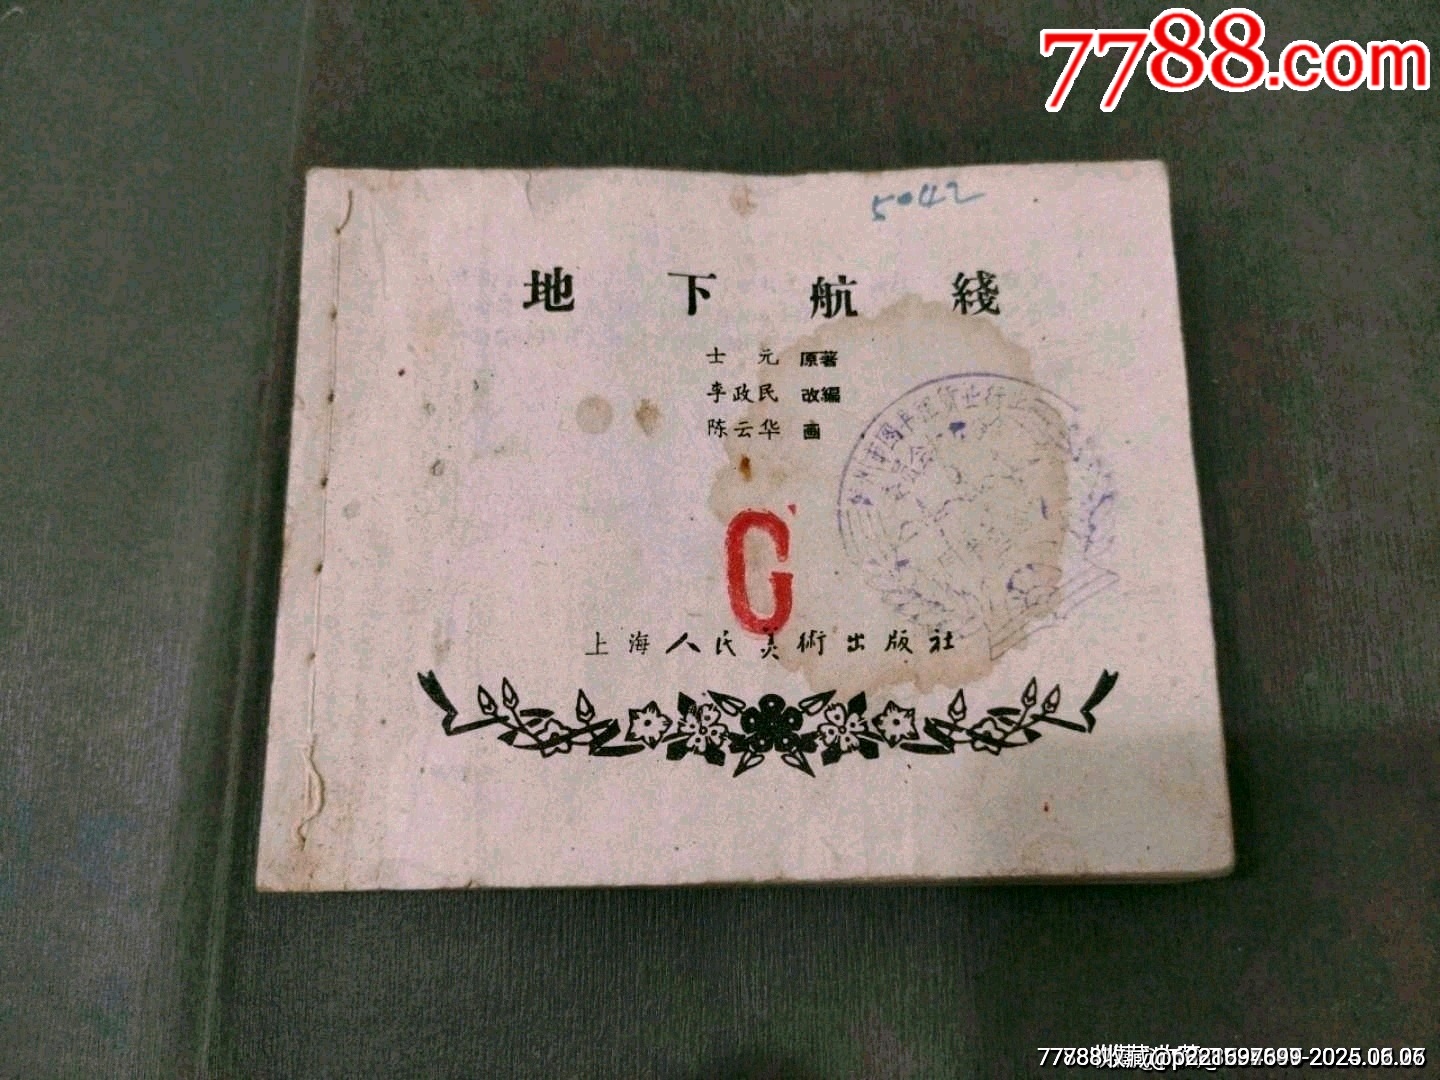 7788.com
5042
地下航綫
士元 原著
李政民 改編
陈云华 画
G
上海人民美術出版社